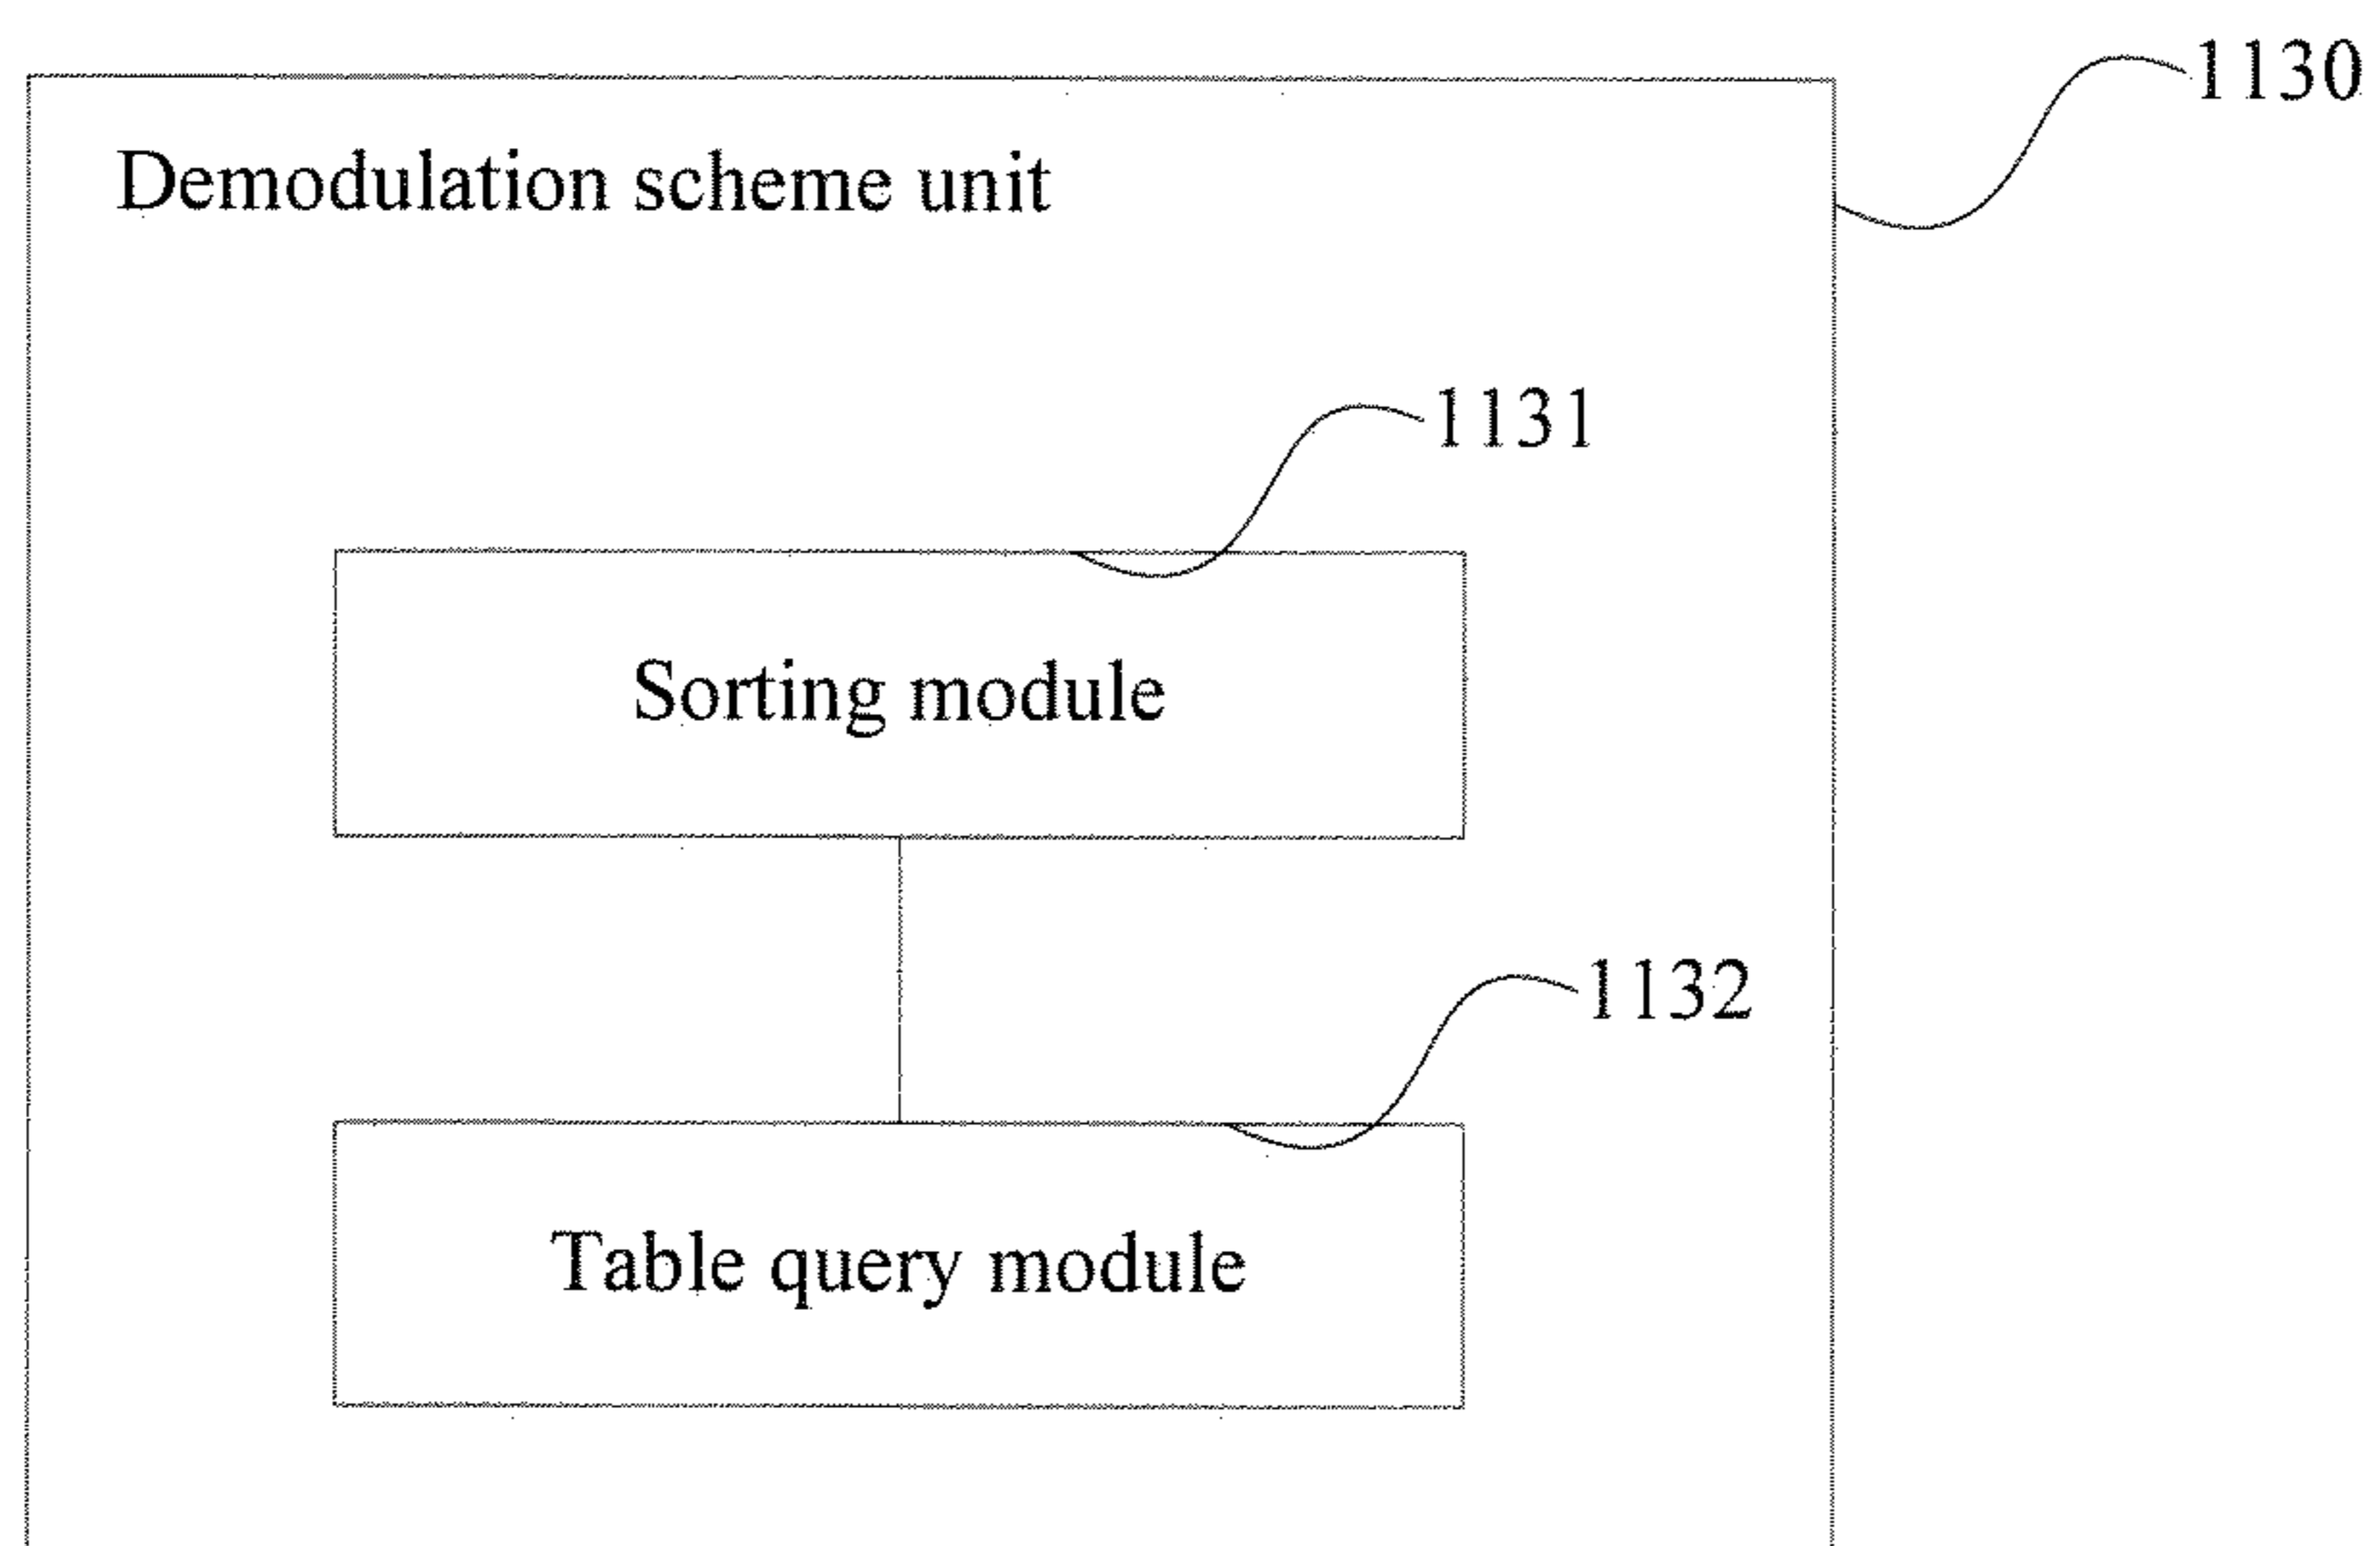 1130
Demodulation scheme unit
1131
Sorting module
1132
Table query module